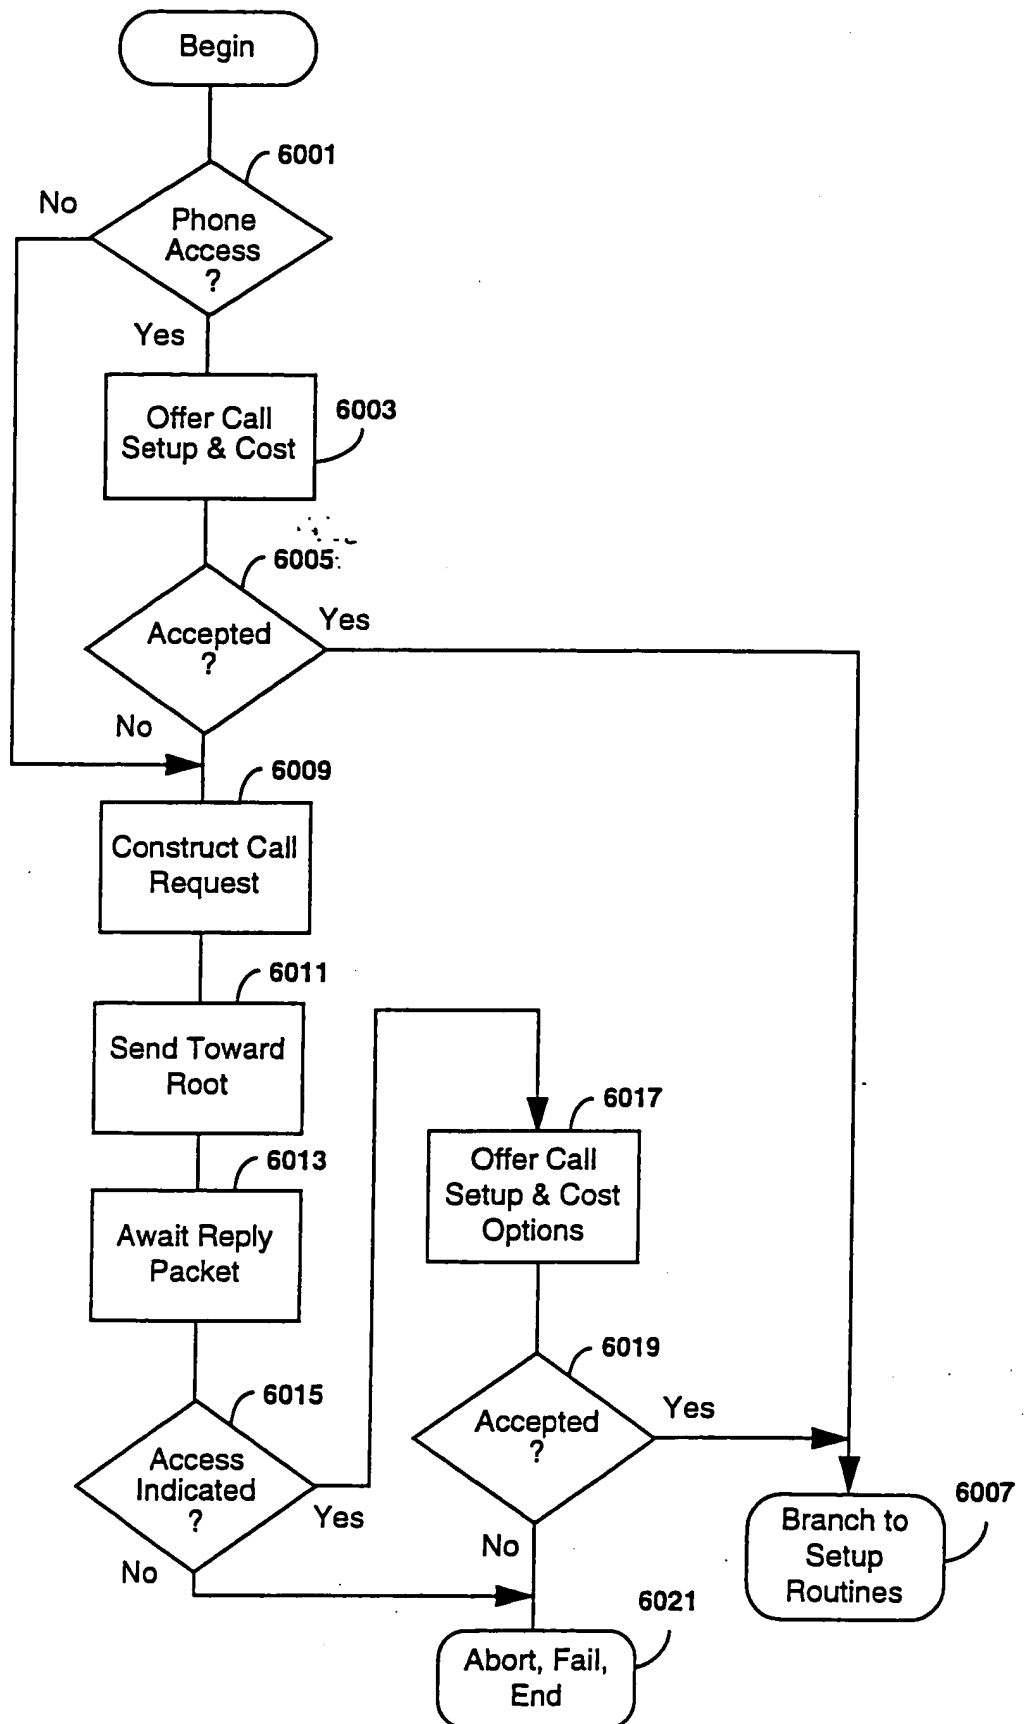 Begin
6001
No
Phone
Access
?
Yes
Offer Call
Setup & Cost
6003
6005
Accepted
?
Yes
No
6009
Construct Call
Request
6011
Send Toward
Root
6013
Await Reply
Packet
6015
Access
Indicated
?
Yes
No
6017
Offer Call
Setup & Cost
Options
6019
Accepted
?
Yes
No
6007
Branch to
Setup
Routines
6021
Abort, Fail,
End